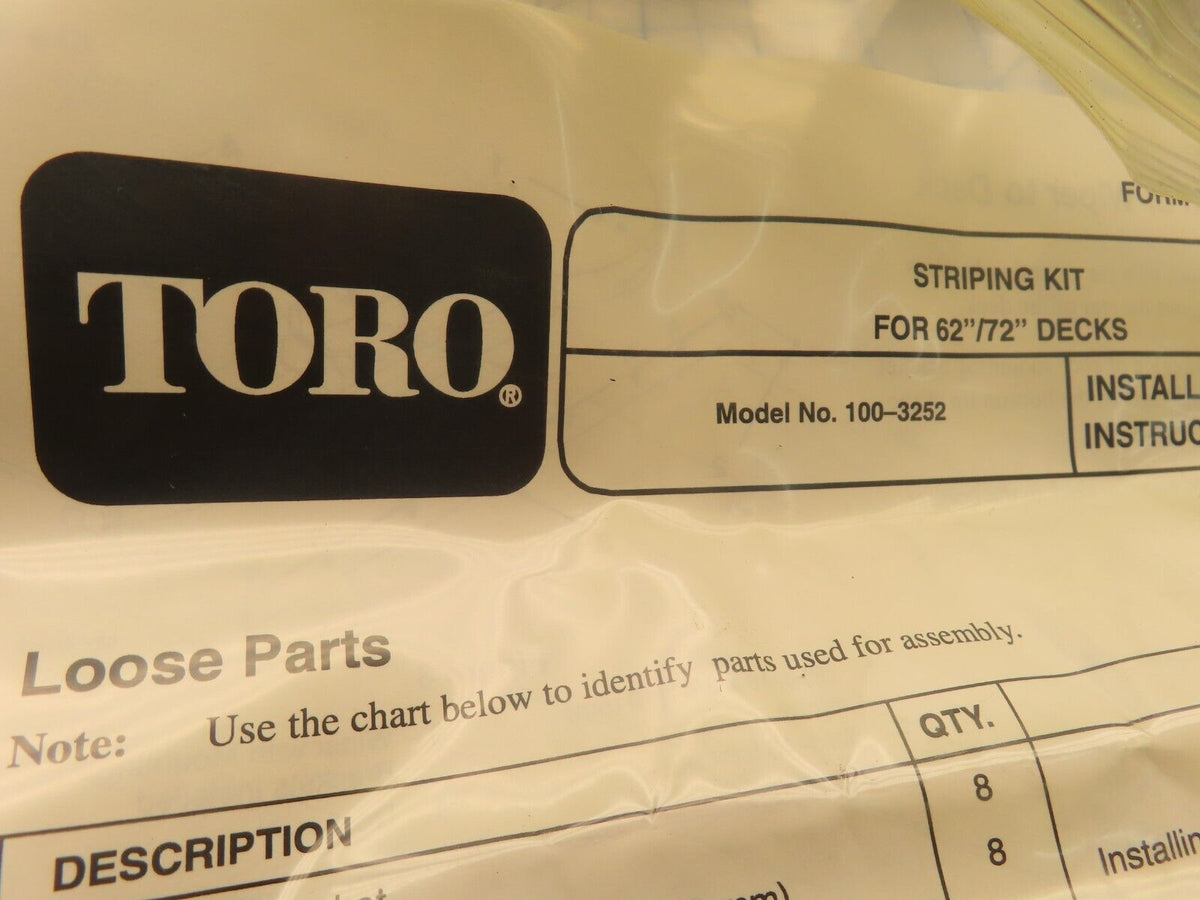 TORO®
FORM
STRIPING KIT
FOR 62"/72" DECKS
Model No. 100–3252
INSTALL
INSTRUC
Loose Parts
Note: Use the chart below to identify parts used for assembly.
DESCRIPTION
QTY.
8
8
Installin